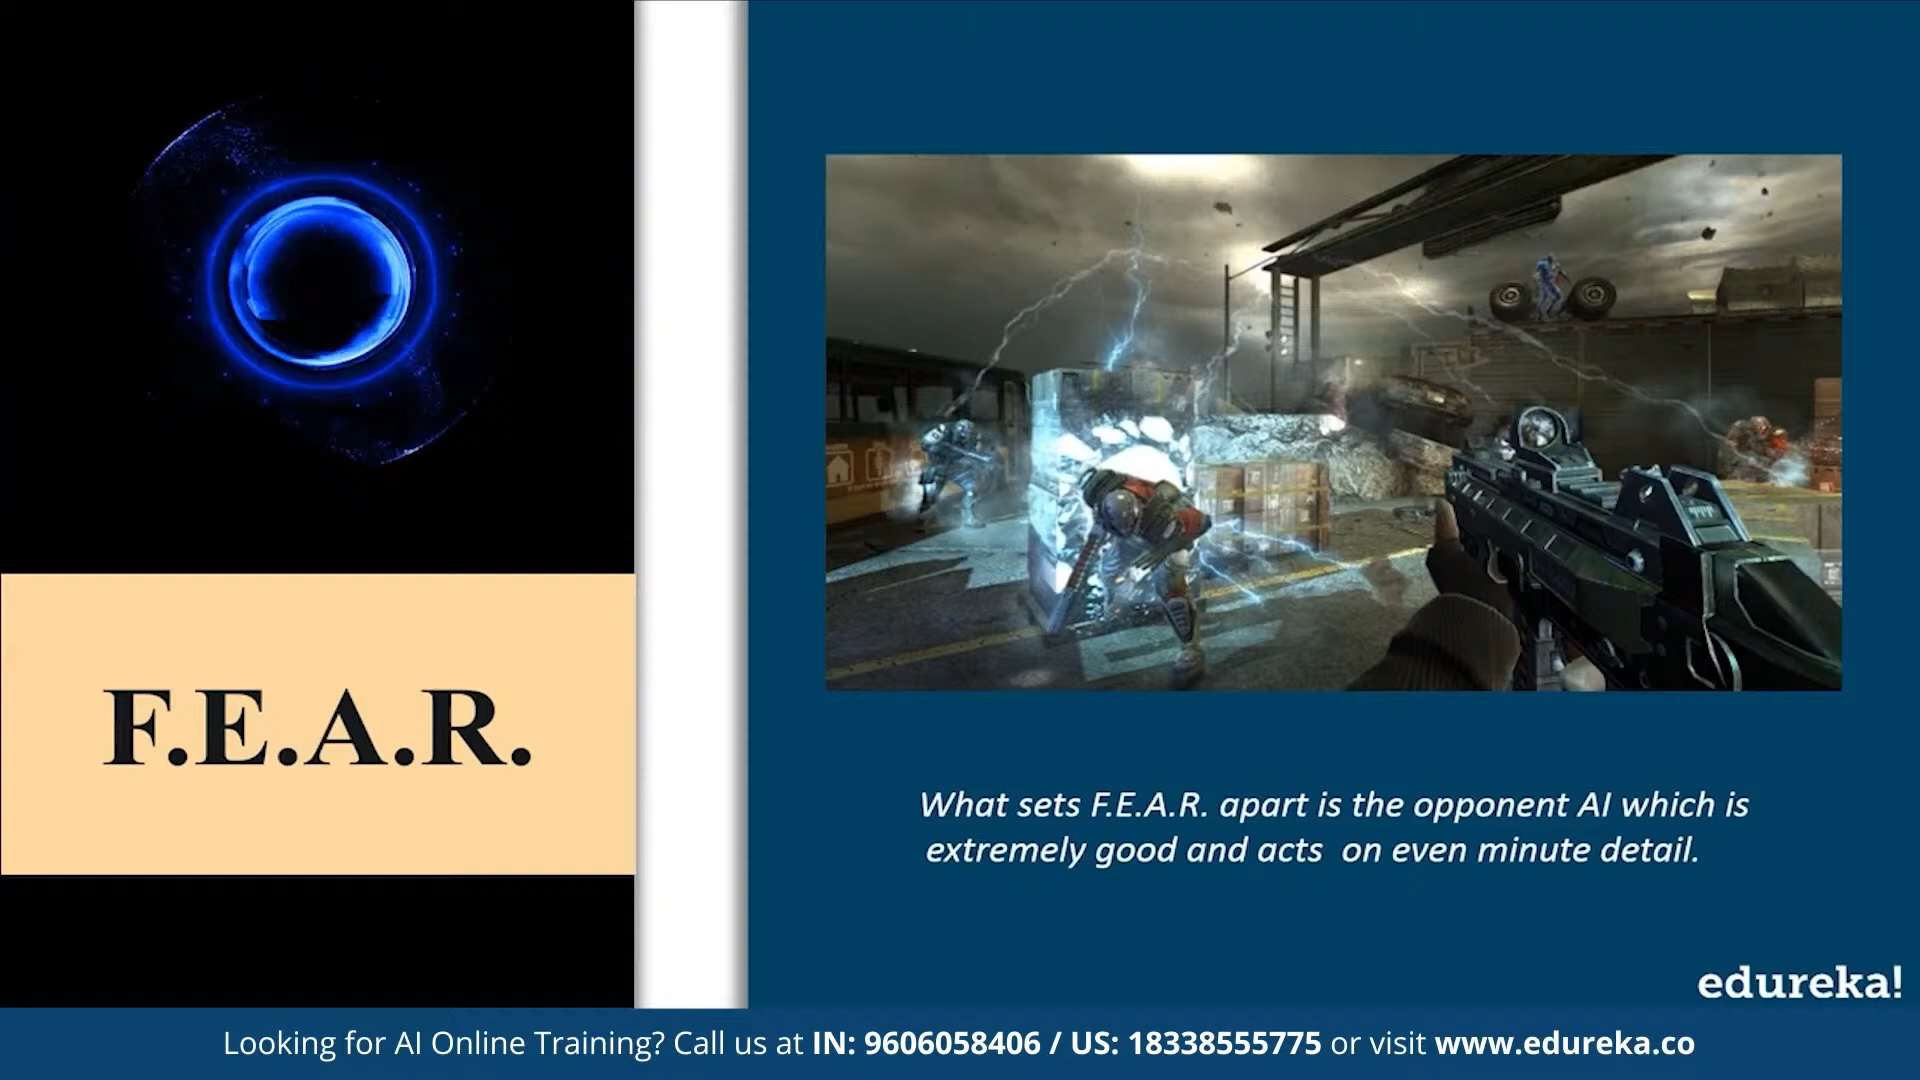 F.E.A.R.
What sets F.E.A.R. apart is the opponent AI which is
extremely good and acts  on even minute detail.
edureka!
Looking for AI Online Training? Call us at IN: 9606058406 / US: 18338555775 or visit www.edureka.co